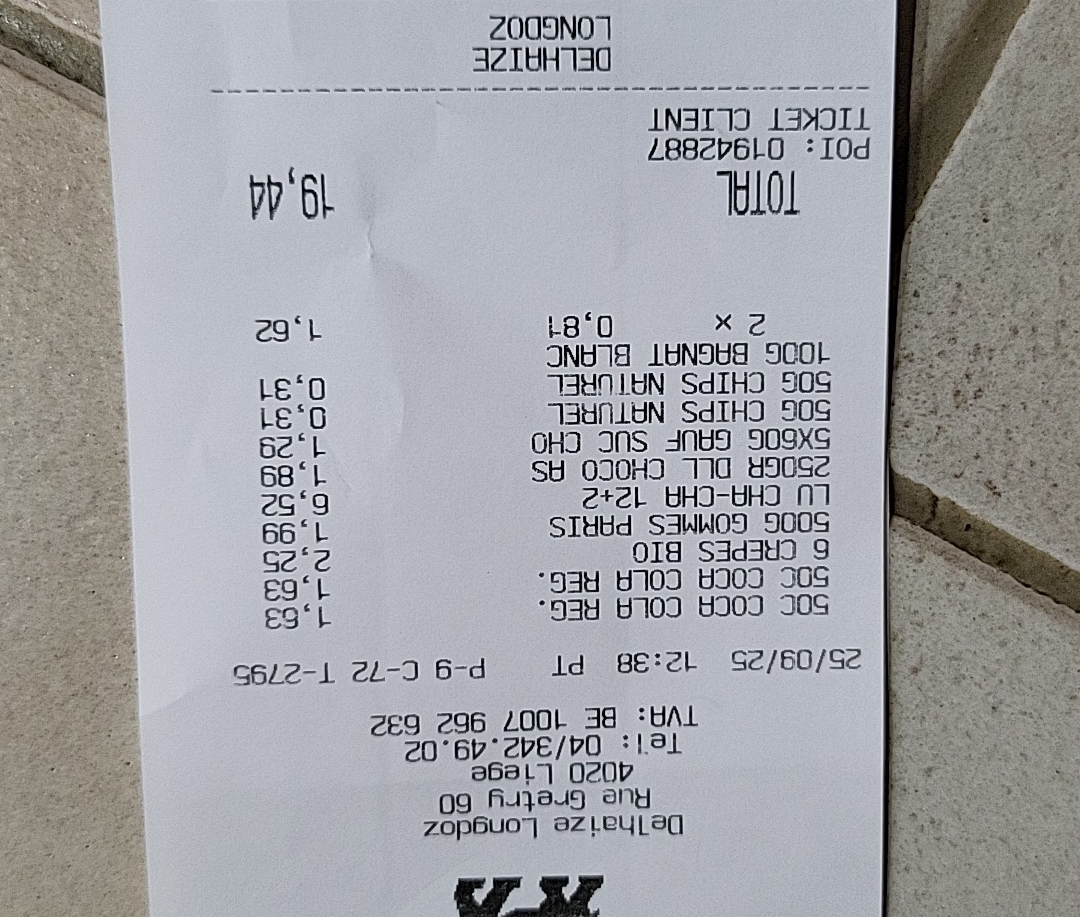 Delhaize Longdoz
Rue Gretry 60
4020 Liege
Tel: 04/342.49.02
TVA: BE 1007 962 632
25/09/25 12:38 PT P-9 C-72 T-2795
50C COCA COLA REG. 1,63
50C COCA COLA REG. 1,63
6 CREPES BIO 2,25
500G GOMMES PARIS 1,99
LU CHA-CHA 12+2 6,52
250GR DLL CHOCO AS 1,89
5X60G GAUF SUC CHO 1,29
50G CHIPS NATUREL 0,31
50G CHIPS NATUREL 0,31
100G BAGNAT BLANC
2 x 0,81 1,62
TOTAL 19,44
POI: 01942887
TICKET CLIENT
DELHAIZE
LONGDOZ